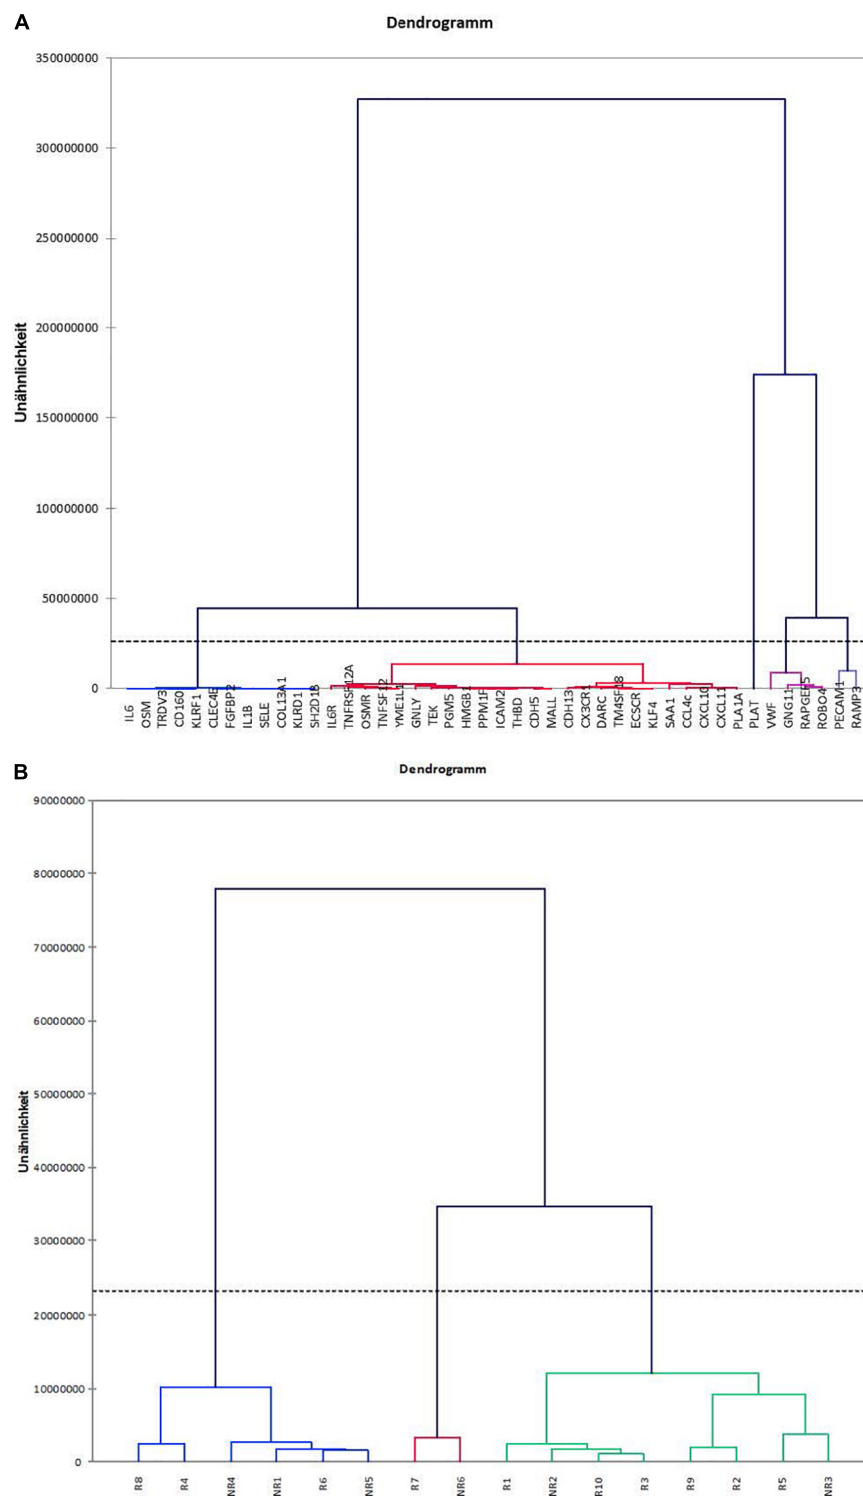 A
Dendrogramm
Unähnlichkeit
350000000
300000000
250000000
200000000
150000000
100000000
50000000
0
IL6
OSM
TRDV3
CD160
KLRF1
CLEC4E
FGFBP2
IL1B
SELE
COL13A1
KLRD1
SH2D1B
IL6R
TNFRSF12A
OSMR
TNFSF12
YME1L1
GNLY
TEK
PGM5
HMGB1
PPM1F
ICAM2
THBD
CDH5
MALL
CDH13
CX3CR1
DARC
TM4SF18
ECSCR
KLF4
SAA1
CCL4c
CXCL10
CXCL11
PLA1A
PLAT
VWF
GNG11
RAPGEF5
ROBO4
PECAM1
RAMP3
B
Dendrogramm
Unähnlichkeit
90000000
80000000
70000000
60000000
50000000
40000000
30000000
20000000
10000000
0
R8
R4
NR4
NR1
R6
NR5
R7
NR6
R1
NR2
R10
R3
R9
R2
R5
NR3